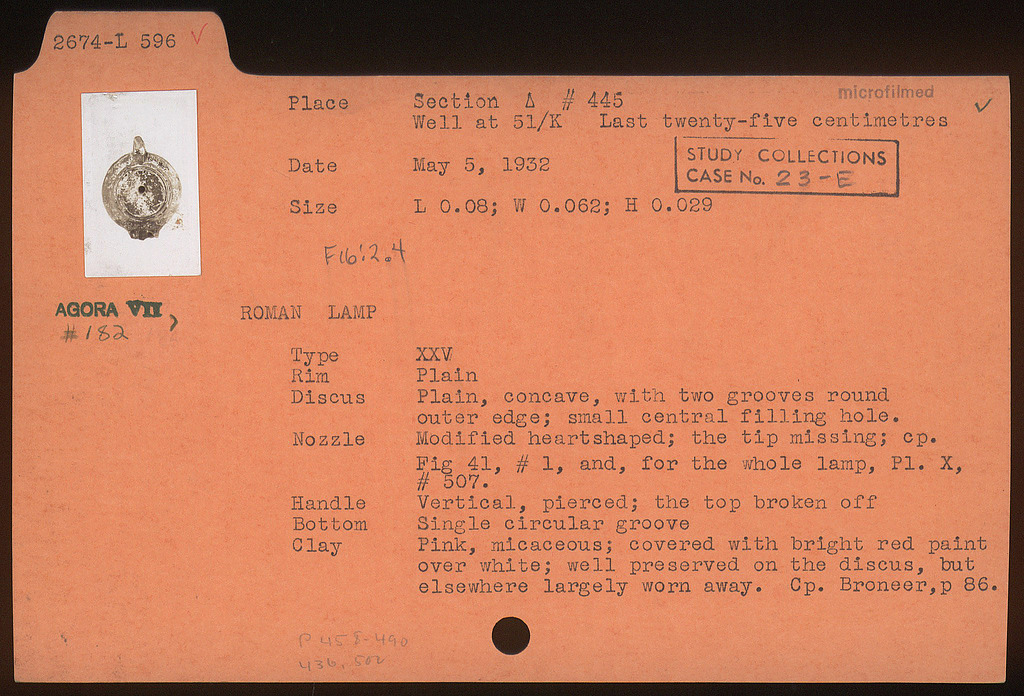 2674-L 596 ✓
microfilmed
✓
Place Section Δ # 445
Well at 51/K Last twenty-five centimetres
Date May 5, 1932
STUDY COLLECTIONS
CASE No. 23-E
Size L 0.08; W 0.062; H 0.029
F16:2.4
AGORA VII,
#182
ROMAN LAMP
Type XXV
Rim Plain
Discus Plain, concave, with two grooves round
outer edge; small central filling hole.
Nozzle Modified heartshaped; the tip missing; cp.
Fig 41, # 1, and, for the whole lamp, Pl. X,
# 507.
Handle Vertical, pierced; the top broken off
Bottom Single circular groove
Clay Pink, micaceous; covered with bright red paint
over white; well preserved on the discus, but
elsewhere largely worn away. Cp. Broneer,p 86.
P 458-490
436, 502